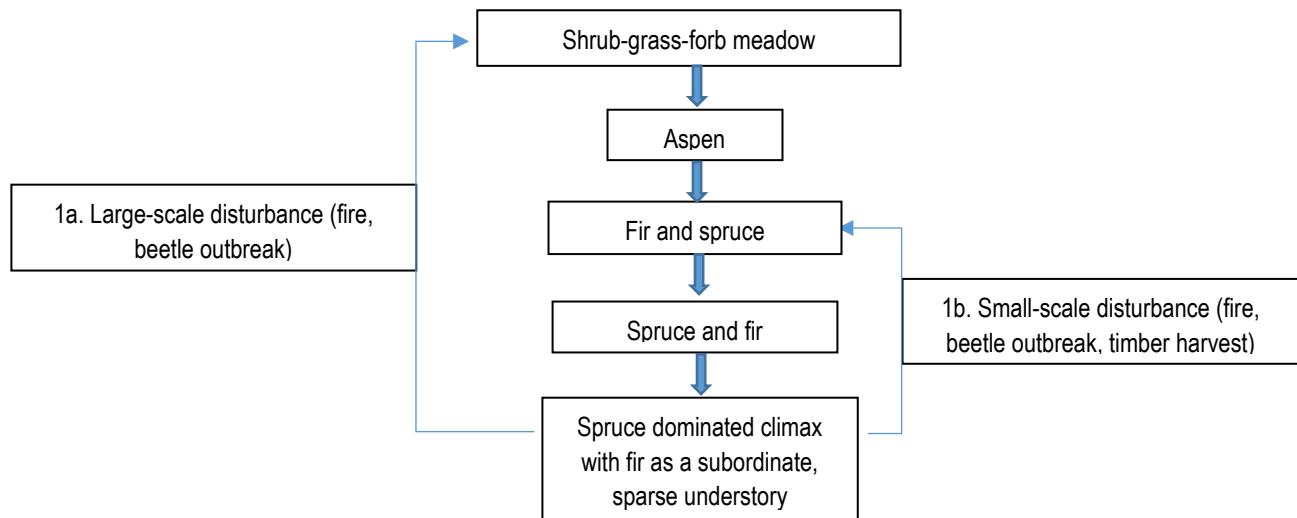 Shrub-grass-forb meadow
Aspen
1a. Large-scale disturbance (fire,
beetle outbreak)
Fir and spruce
1b. Small-scale disturbance (fire,
beetle outbreak, timber harvest)
Spruce and fir
Spruce dominated climax
with fir as a subordinate,
sparse understory